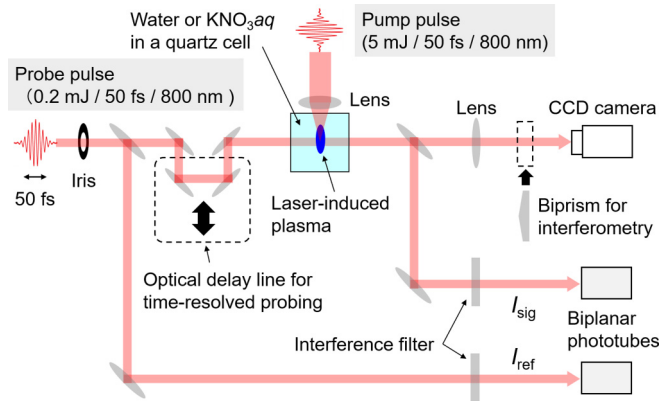 Water or KNO3aq
in a quartz cell
Pump pulse
(5 mJ / 50 fs / 800 nm)
Probe pulse
(0.2 mJ / 50 fs / 800 nm )
Lens
Lens
CCD camera
Iris
50 fs
Laser-induced
plasma
Biprism for
interferometry
Optical delay line for
time-resolved probing
Isig
Biplanar
phototubes
Interference filter
Iref